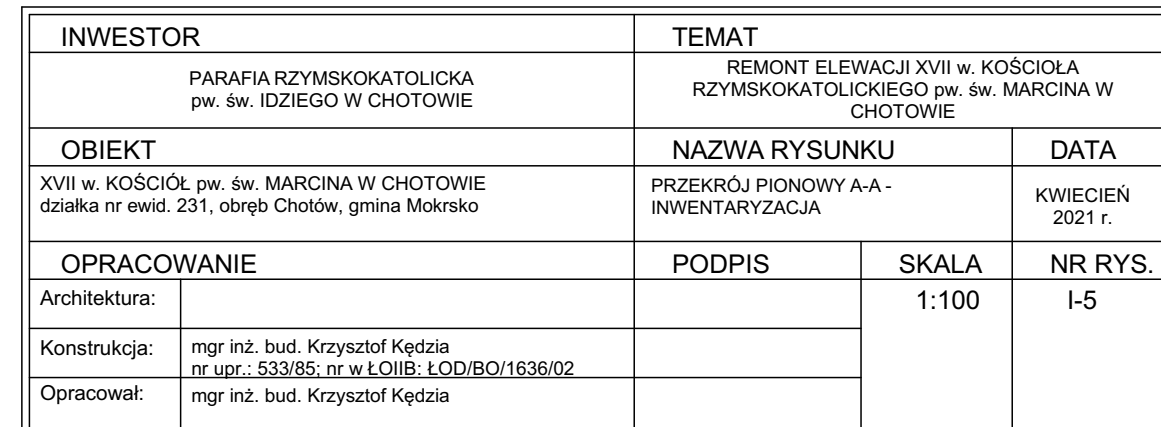 INWESTOR
TEMAT
PARAFIA RZYMSKOKATOLICKA
pw. św. IDZIEGO W CHOTOWIE
REMONT ELEWACJI XVII w. KOŚCIOŁA
RZYMSKOKATOLICKIEGO pw. św. MARCINA W
CHOTOWIE
OBIEKT
NAZWA RYSUNKU
DATA
XVII w. KOŚCIÓŁ pw. św. MARCINA W CHOTOWIE
działka nr ewid. 231, obręb Chotów, gmina Mokrsko
PRZEKRÓJ PIONOWY A-A -
INWENTARYZACJA
KWIECIEŃ
2021 r.
OPRACOWANIE
PODPIS
SKALA
NR RYS.
Architektura:
1:100
I-5
Konstrukcja:
mgr inż. bud. Krzysztof Kędzia
nr upr.: 533/85; nr w ŁOIIB: ŁOD/BO/1636/02
Opracował:
mgr inż. bud. Krzysztof Kędzia